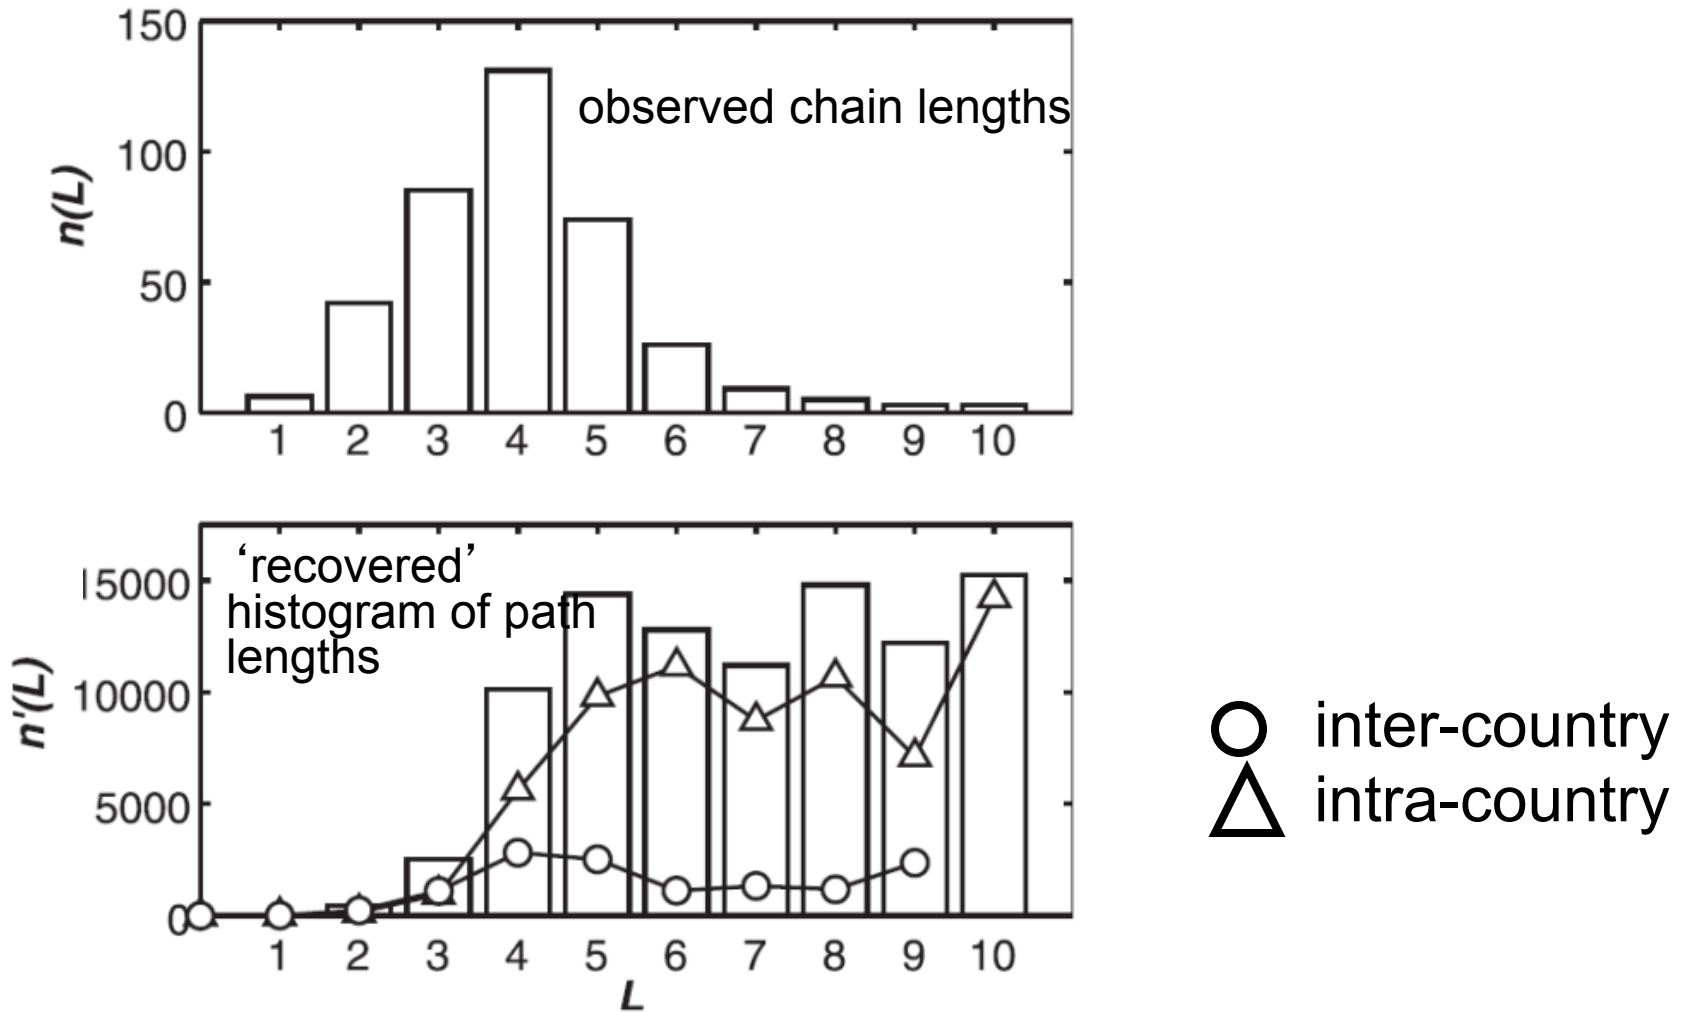 150
observed chain lengths
100
n(L)
50
0
1 2 3 4 5 6 7 8 9 10
‘recovered’
15000
histogram of path
lengths
n'(L)
10000
inter-country
intra-country
5000
0
1 2 3 4 5 6 7 8 9 10
L